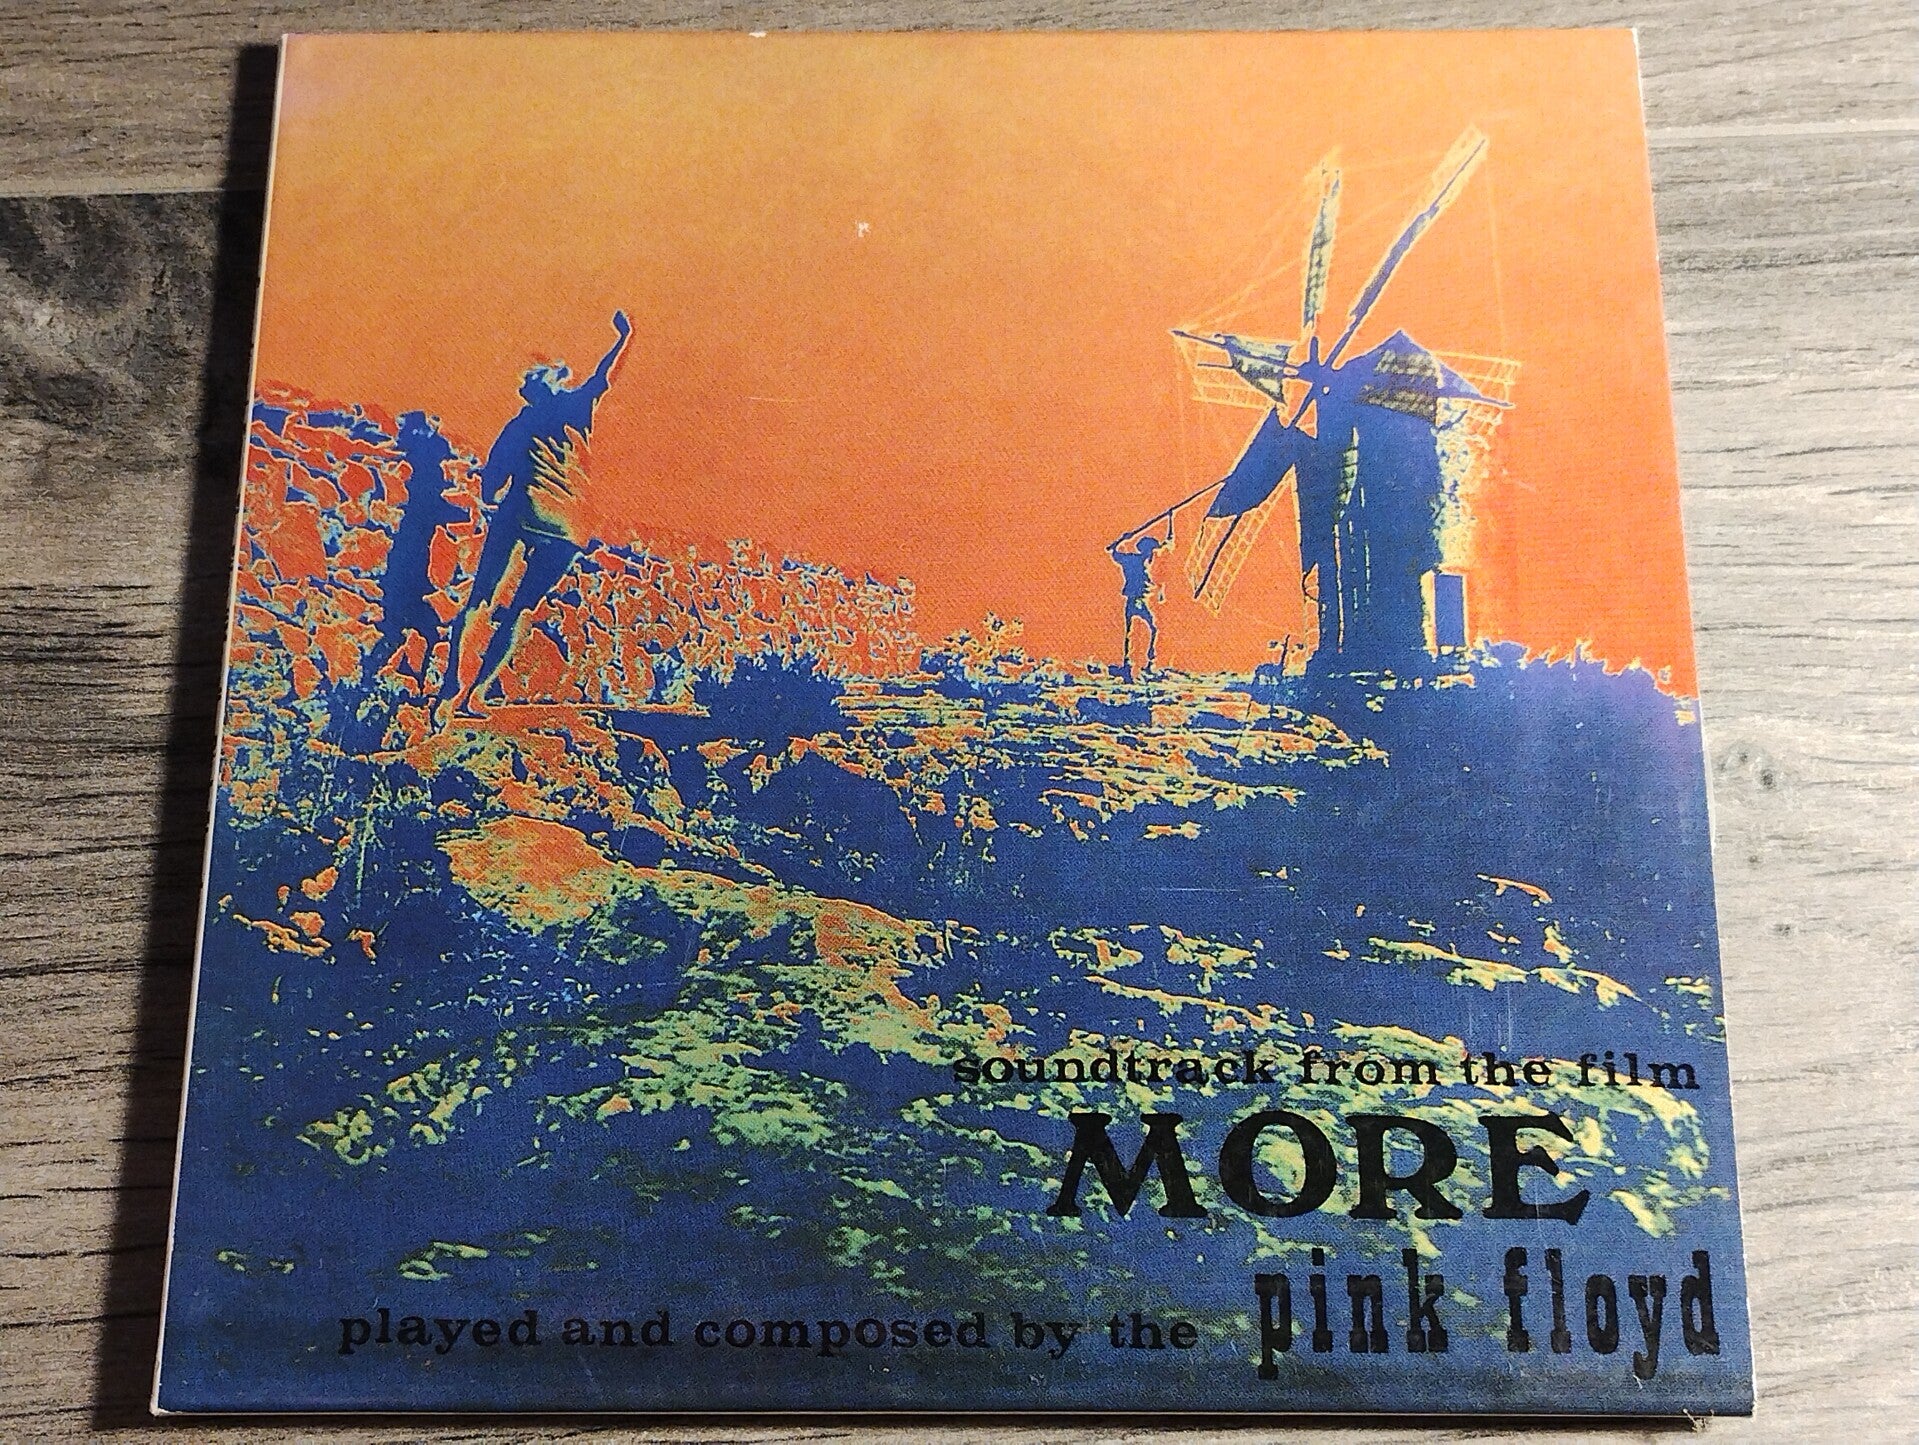 soundtrack from the film
MORE
played and composed by the pink floyd